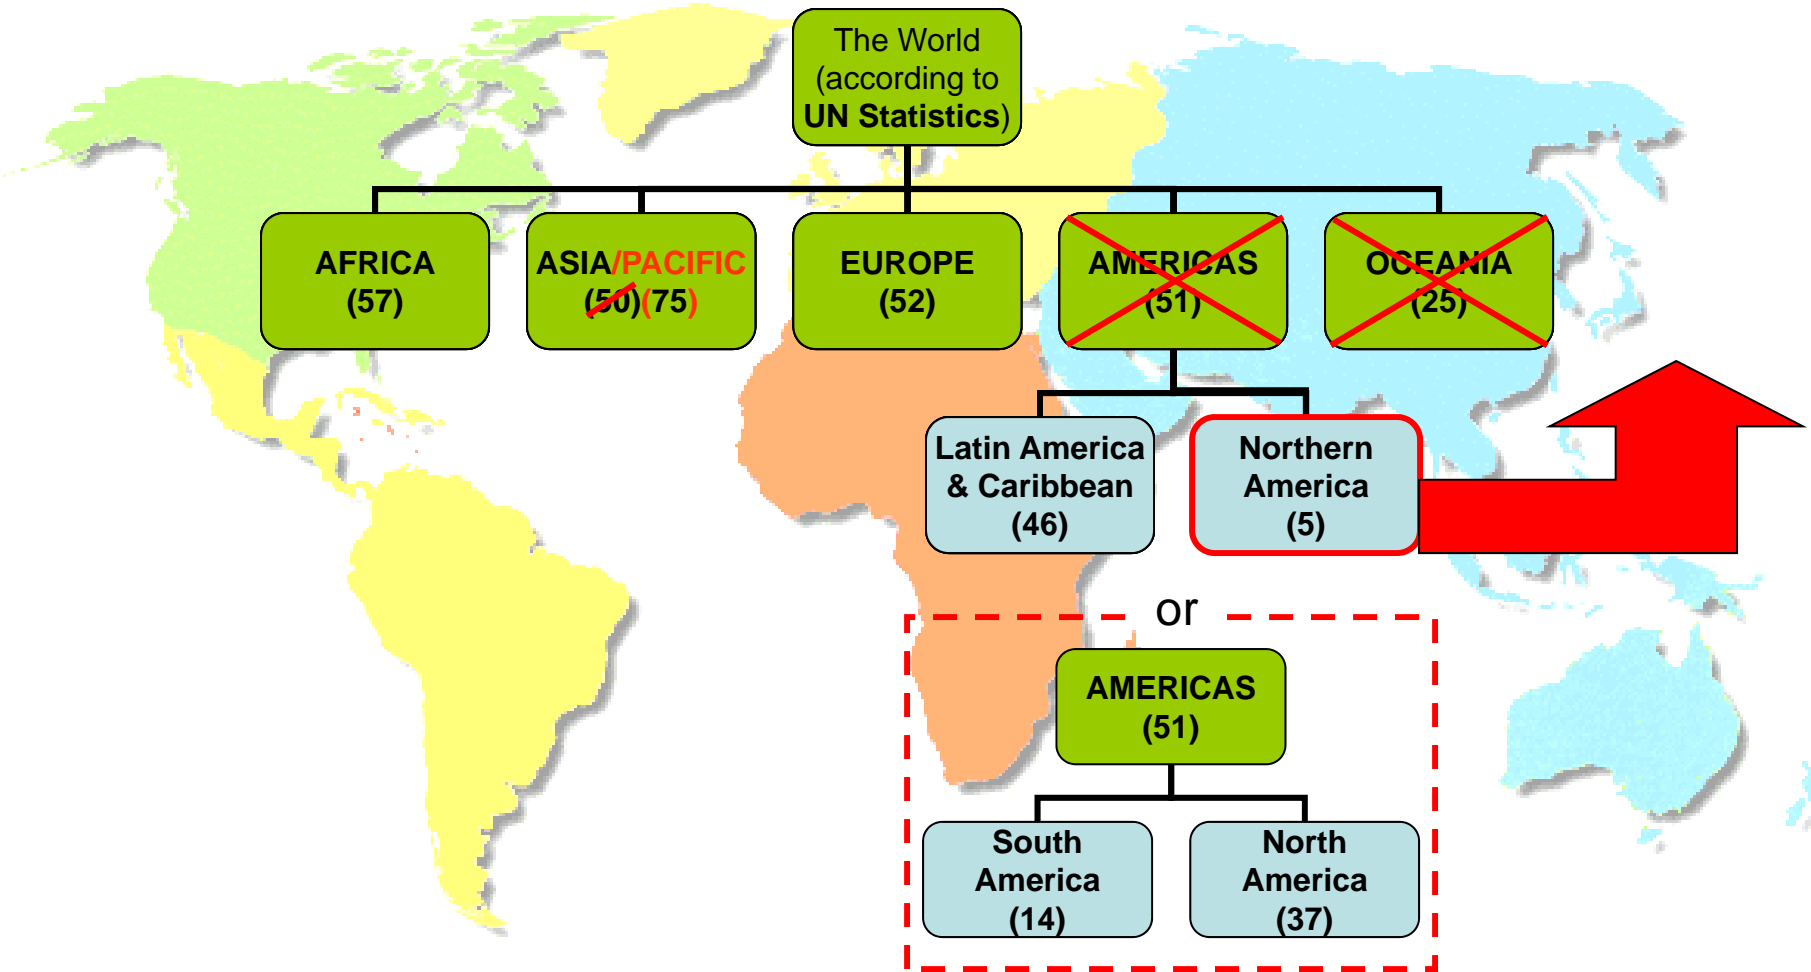 The World
(according to
UN Statistics)
AFRICA
(57)
ASIA/PACIFIC
(50)(75)
EUROPE
(52)
AMERICAS
(51)
OCEANIA
(25)
Latin America
& Caribbean
(46)
Northern
America
(5)
or
AMERICAS
(51)
South
America
(14)
North
America
(37)